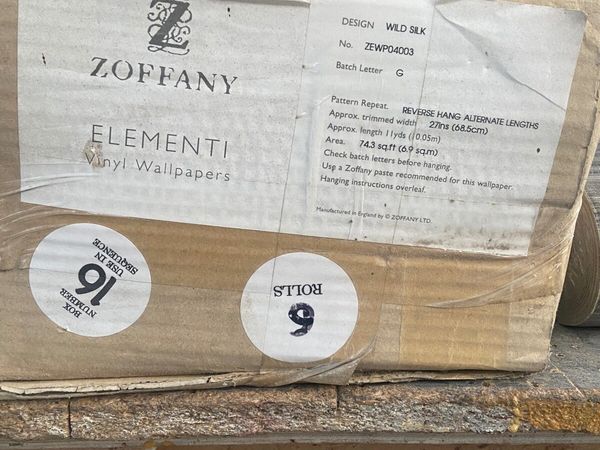 Z
ZOFFANY
ELEMENTI
Vinyl Wallpapers
DESIGN WILD SILK
No. ZEWP04003
Batch Letter G
Pattern Repeat. REVERSE HANG ALTERNATE LENGTHS
Approx. trimmed width 27ins (68.5cm)
Approx. length 11yds (10.05m)
Area. 74.3 sq.ft (6.9 sq.m)
Check batch letters before hanging.
Use a Zoffany paste recommended for this wallpaper.
Hanging instructions overleaf.
Manufactured in England by © ZOFFANY LTD.
BOX
NUMBER
16
USE IN
SEQUENCE
6
ROLLS